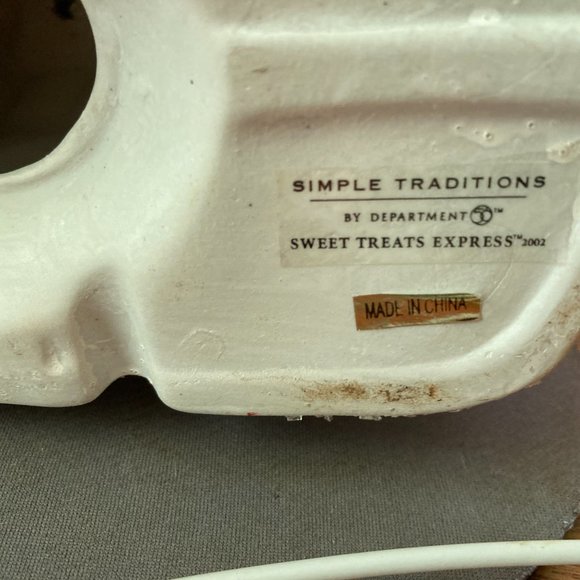 SIMPLE TRADITIONS
BY DEPARTMENT 56™
SWEET TREATS EXPRESS™2002
MADE IN CHINA